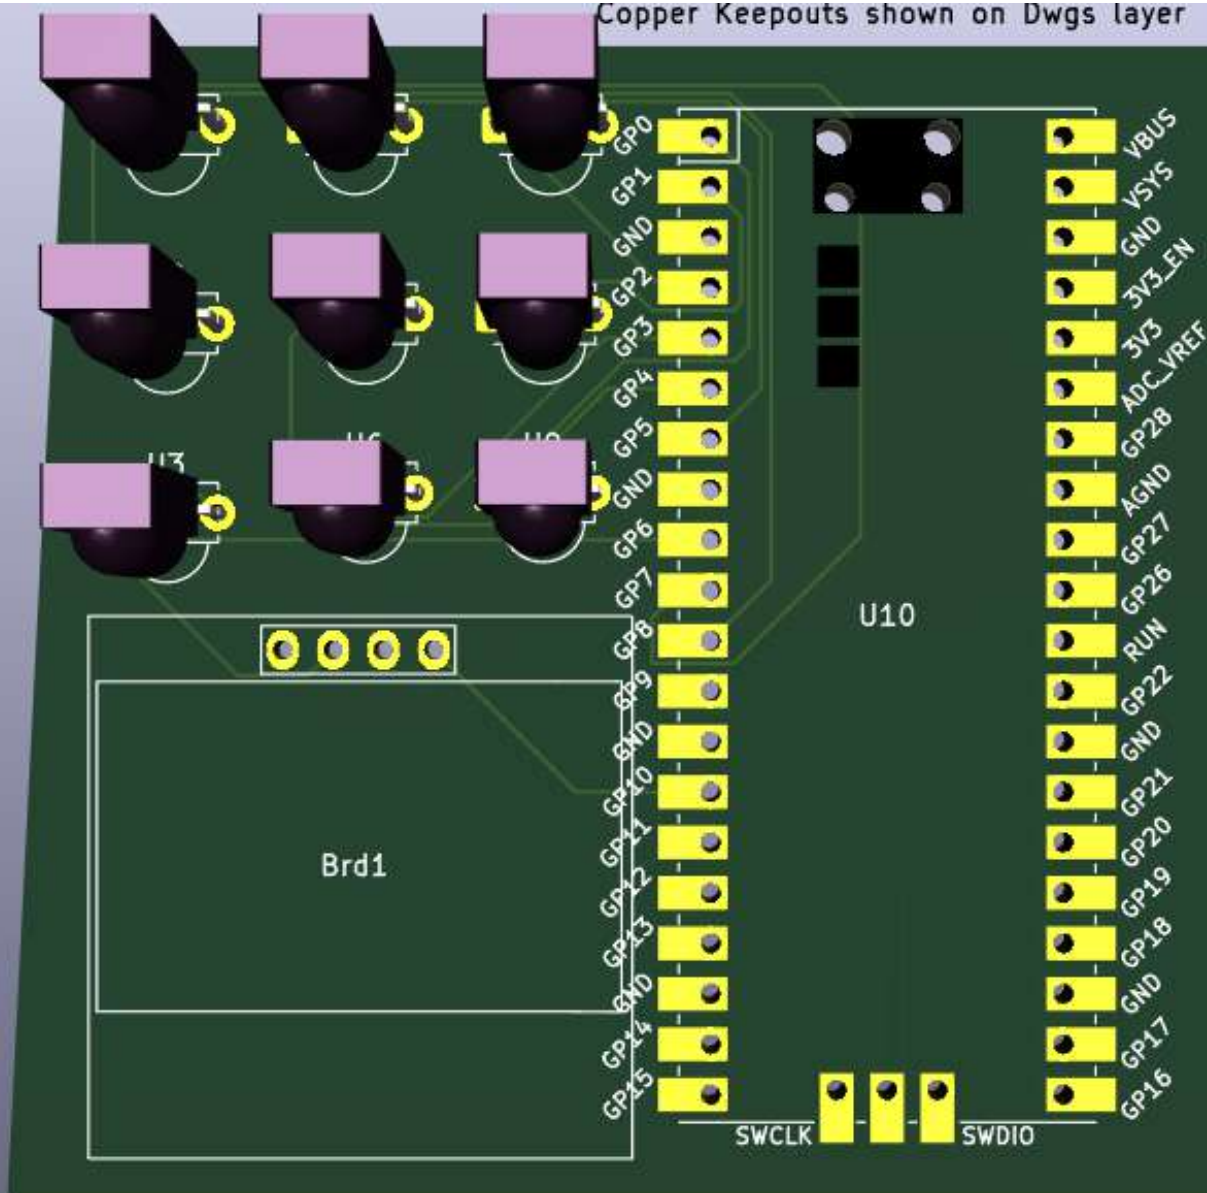 Copper Keepouts shown on Dwgs layer
GP0
GP1
GND
GP2
GP3
GP4
GP5
GND
GP6
GP7
GP8
GP9
GND
GP10
GP11
GP12
GP13
GND
GP14
GP15
VBUS
VSYS
GND
3V3_EN
3V3
ADC_VREF
GP28
AGND
GP27
GP26
RUN
GP22
GND
GP21
GP20
GP19
GP18
GND
GP17
GP16
U3
U10
Brd1
SWCLK
SWDIO